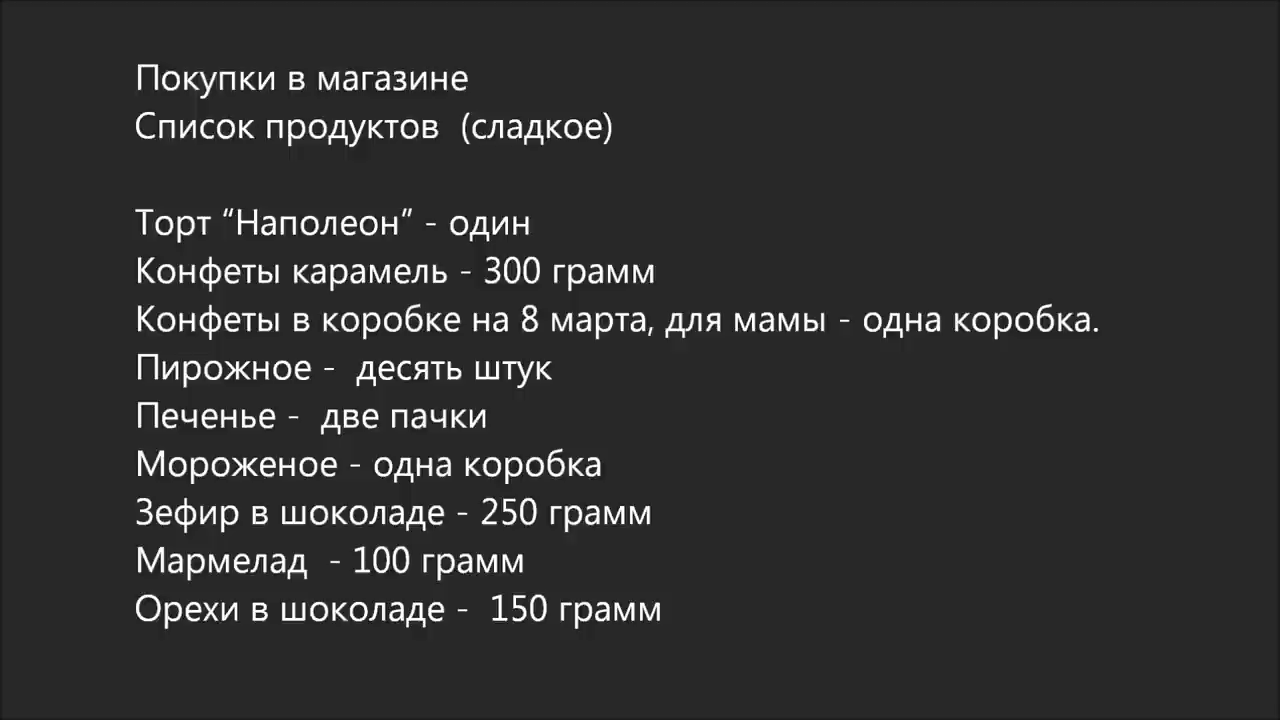 Покупки в магазине
Список продуктов  (сладкое)
Торт “Наполеон” - один
Конфеты карамель - 300 грамм
Конфеты в коробке на 8 марта, для мамы - одна коробка.
Пирожное -  десять штук
Печенье -  две пачки
Мороженое - одна коробка
Зефир в шоколаде - 250 грамм
Мармелад  - 100 грамм
Орехи в шоколаде -  150 грамм